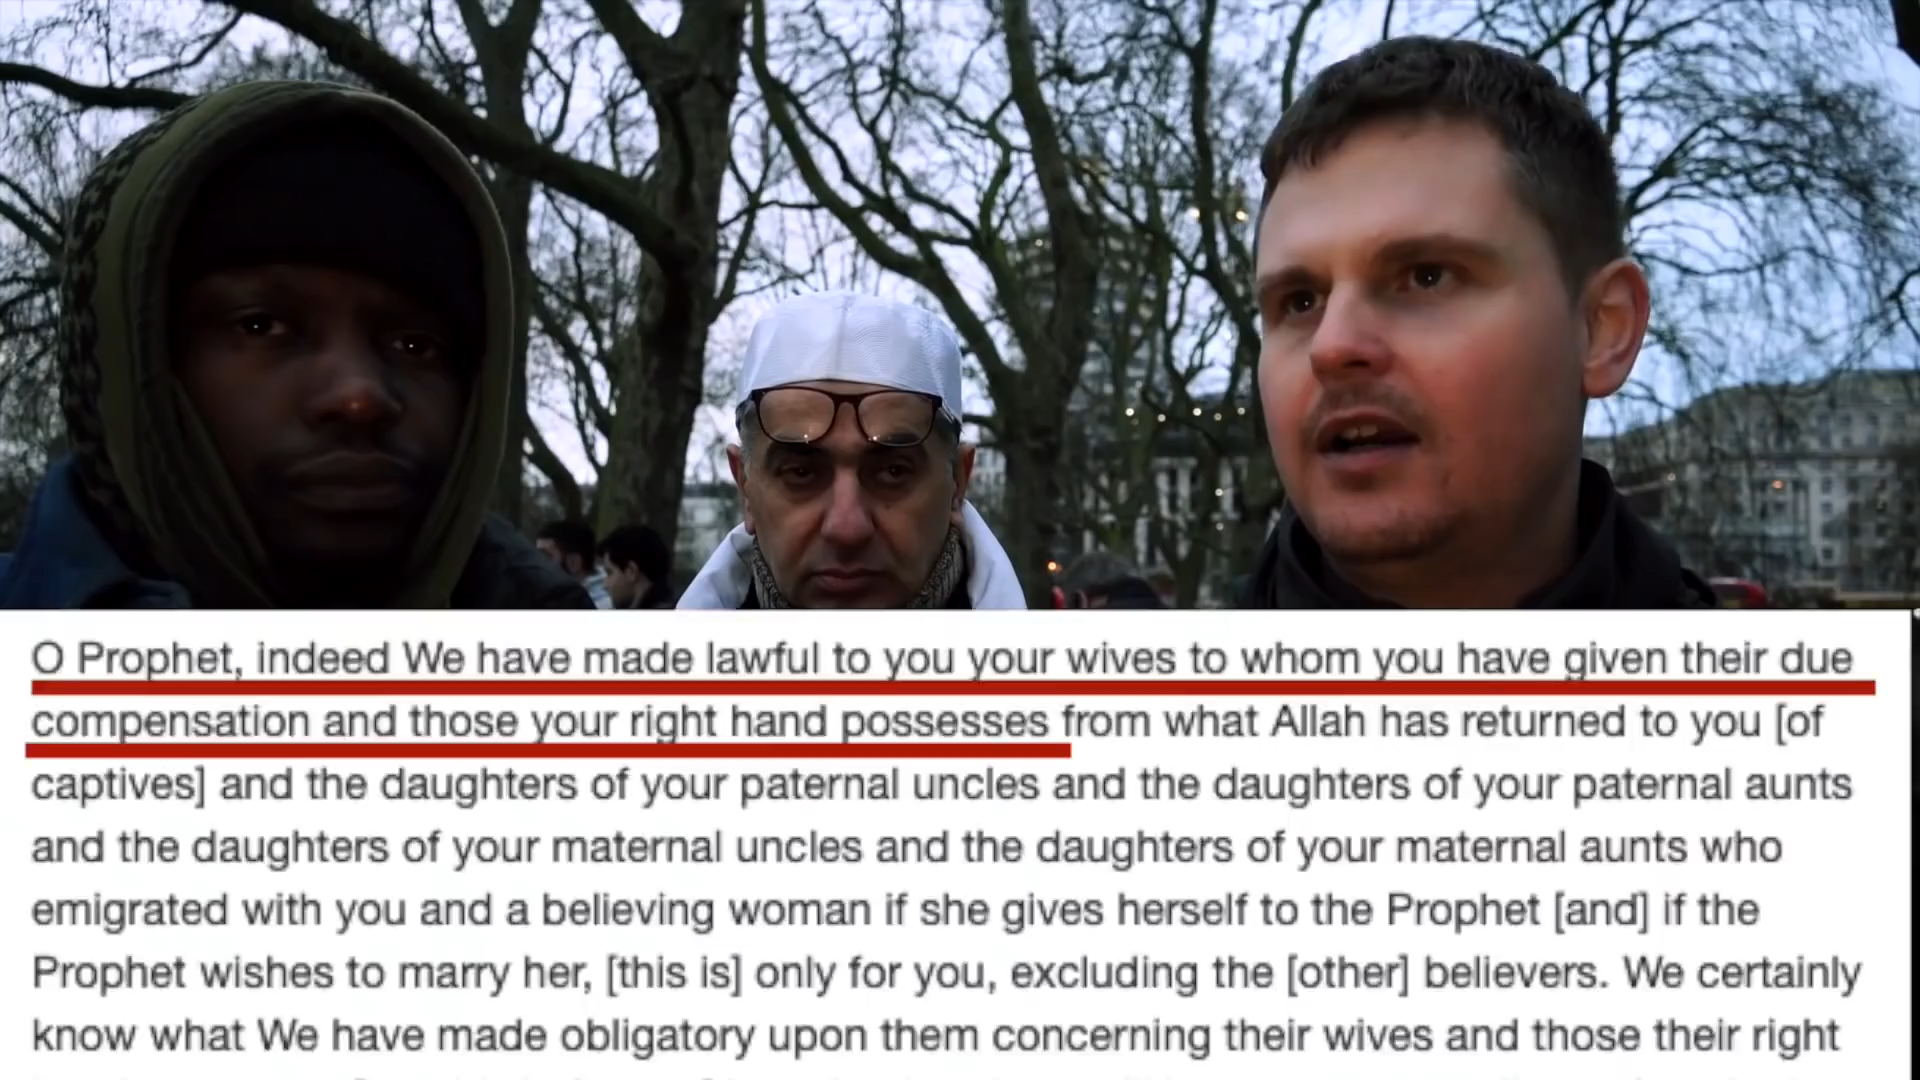 O Prophet, indeed We have made lawful to you your wives to whom you have given their due
compensation and those your right hand possesses from what Allah has returned to you [of
captives] and the daughters of your paternal uncles and the daughters of your paternal aunts
and the daughters of your maternal uncles and the daughters of your maternal aunts who
emigrated with you and a believing woman if she gives herself to the Prophet [and] if the
Prophet wishes to marry her, [this is] only for you, excluding the [other] believers. We certainly
know what We have made obligatory upon them concerning their wives and those their right